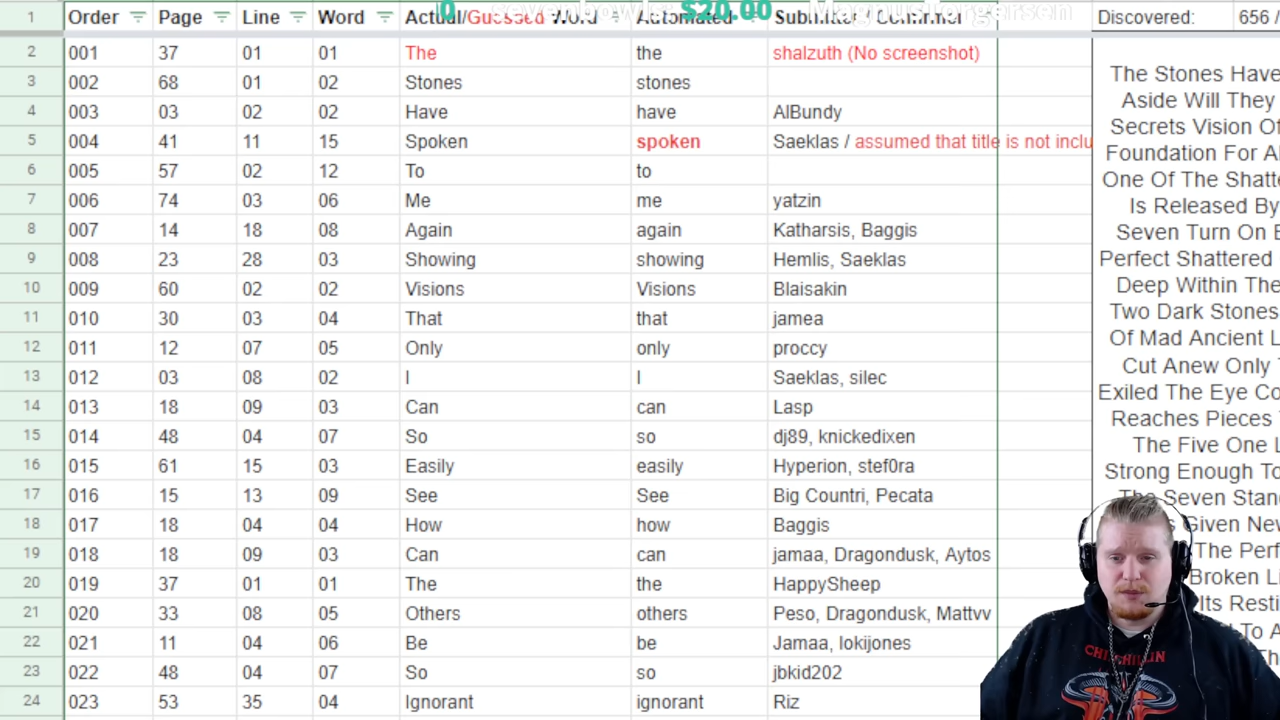 1 Order Page Line Word Actual/Guessed Word Automated Submitter / Confirmer Discovered: 656 /
0 sevenbowls $20.00
2 001 37 01 01 The the shalzuth (No screenshot)
3 002 68 01 02 Stones stones
4 003 03 02 02 Have have AlBundy
5 004 41 11 15 Spoken spoken Saeklas / assumed that title is not inclu
6 005 57 02 12 To to
7 006 74 03 06 Me me yatzin
8 007 14 18 08 Again again Katharsis, Baggis
9 008 23 28 03 Showing showing Hemlis, Saeklas
10 009 60 02 02 Visions Visions Blaisakin
11 010 30 03 04 That that jamea
12 011 12 07 05 Only only proccy
13 012 03 08 02 I I Saeklas, silec
14 013 18 09 03 Can can Lasp
15 014 48 04 07 So so dj89, knickedixen
16 015 61 15 03 Easily easily Hyperion, stef0ra
17 016 15 13 09 See See Big Countri, Pecata
18 017 18 04 04 How how Baggis
19 018 18 09 03 Can can jamaa, Dragondusk, Aytos
20 019 37 01 01 The the HappySheep
21 020 33 08 05 Others others Peso, Dragondusk, Mattvv
22 021 11 04 06 Be be Jamaa, lokijones
23 022 48 04 07 So so jbkid202
24 023 53 35 04 Ignorant ignorant Riz
The Stones Have
Aside Will They
Secrets Vision Of
Foundation For Al
One Of The Shatte
Is Released By
Seven Turn On E
Perfect Shattered
Deep Within The
Two Dark Stones
Of Mad Ancient L
Cut Anew Only T
Exiled The Eye Co
Reaches Pieces
The Five One L
Strong Enough To
The Seven Stan
Given Nev
The Perf
Broken Li
Its Resti
To A
Th